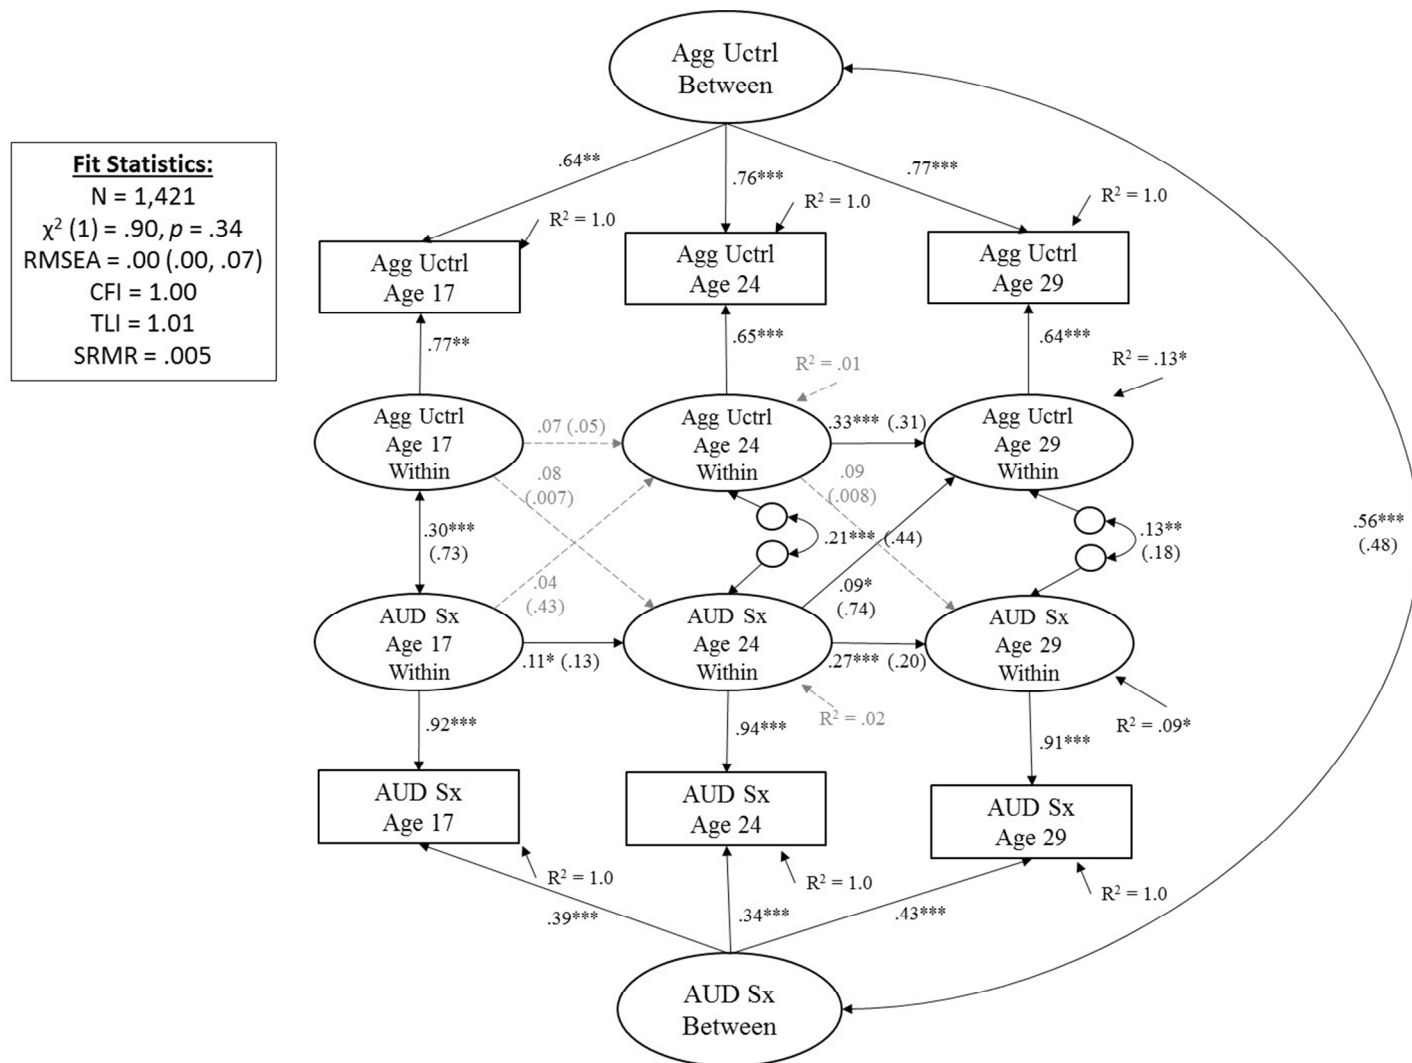 Agg Uctrl
Between
Fit Statistics:
N = 1,421
χ² (1) = .90, p = .34
RMSEA = .00 (.00, .07)
CFI = 1.00
TLI = 1.01
SRMR = .005
.64**
.76***
.77***
R² = 1.0
R² = 1.0
R² = 1.0
Agg Uctrl
Age 17
Agg Uctrl
Age 24
Agg Uctrl
Age 29
.77**
.65***
.64***
R² = .01
R² = .13*
Agg Uctrl
Age 17
Within
.07 (.05)
Agg Uctrl
Age 24
Within
.33*** (.31)
Agg Uctrl
Age 29
Within
.08
(.007)
.09
(.008)
.30***
(.73)
.21*** (.44)
.13**
(.18)
.56***
(.48)
.04
(.43)
.09*
(.74)
AUD Sx
Age 17
Within
.11* (.13)
AUD Sx
Age 24
Within
.27*** (.20)
AUD Sx
Age 29
Within
R² = .02
R² = .09*
.92***
.94***
.91***
AUD Sx
Age 17
AUD Sx
Age 24
AUD Sx
Age 29
R² = 1.0
R² = 1.0
R² = 1.0
.39***
.34***
.43***
AUD Sx
Between